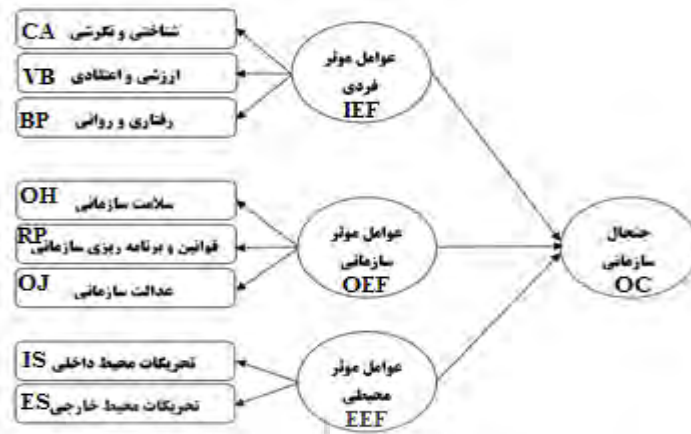 CA شناختی و نگرشی
VB ارزشی و اعتقادی
BP رفتاری و روانی
عوامل موثر
فردی
IEF
OH سلامت سازمانی
RP قوانین و برنامه ریزی سازمانی
OJ عدالت سازمانی
عوامل موثر
سازمانی
OEF
IS تحریکات محیط داخلی
ES تحریکات محیط خارجی
عوامل موثر
محیطی
EEF
جنجال
سازمانی
OC